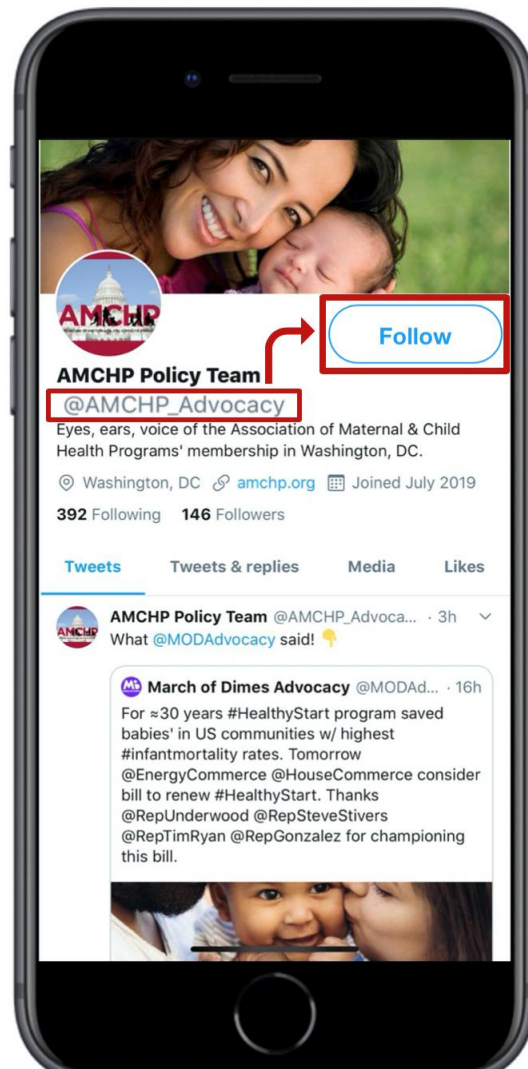 AMCHP
Follow
AMCHP Policy Team
@AMCHP_Advocacy
Eyes, ears, voice of the Association of Maternal & Child
Health Programs' membership in Washington, DC.
Washington, DC amchp.org Joined July 2019
392 Following 146 Followers
Tweets Tweets & replies Media Likes
AMCHP
AMCHP Policy Team @AMCHP_Advoca... · 3h
What @MODAdvocacy said! 👇
March of Dimes Advocacy @MODAd... · 16h
For ≈30 years #HealthyStart program saved
babies' in US communities w/ highest
#infantmortality rates. Tomorrow
@EnergyCommerce @HouseCommerce consider
bill to renew #HealthyStart. Thanks
@RepUnderwood @RepSteveStivers
@RepTimRyan @RepGonzalez for championing
this bill.